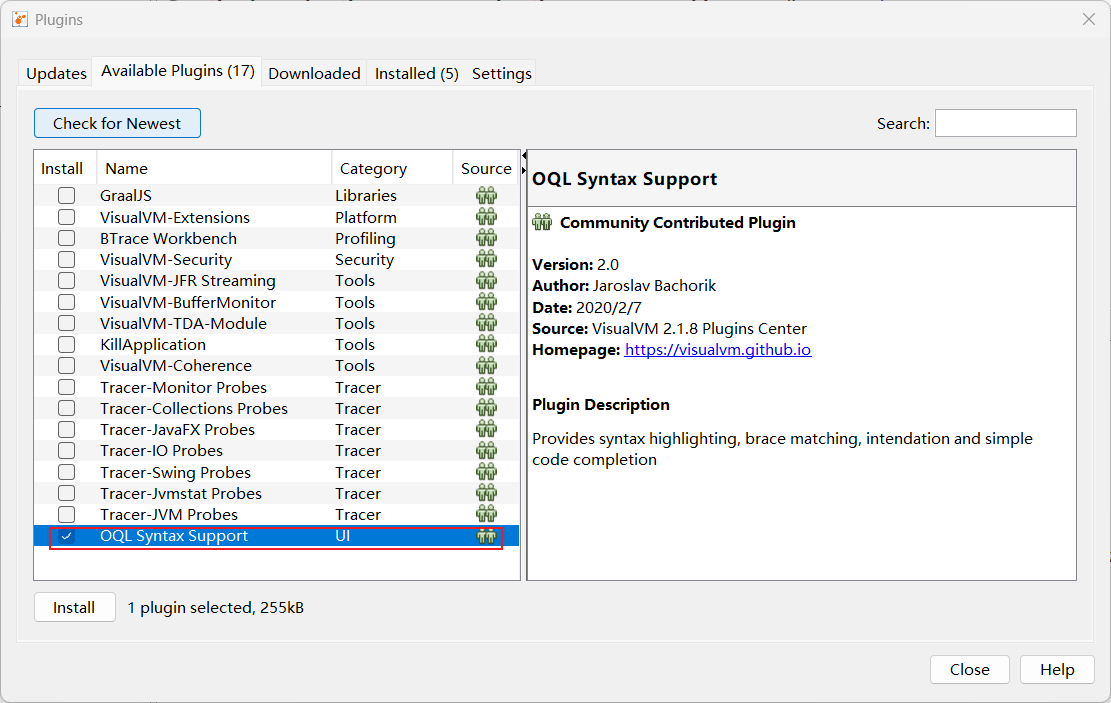 Plugins
Updates Available Plugins (17) Downloaded Installed (5) Settings
Check for Newest Search:
Install Name Category Source
GraalJS Libraries
VisualVM-Extensions Platform
BTrace Workbench Profiling
VisualVM-Security Security
VisualVM-JFR Streaming Tools
VisualVM-BufferMonitor Tools
VisualVM-TDA-Module Tools
KillApplication Tools
VisualVM-Coherence Tools
Tracer-Monitor Probes Tracer
Tracer-Collections Probes Tracer
Tracer-JavaFX Probes Tracer
Tracer-IO Probes Tracer
Tracer-Swing Probes Tracer
Tracer-Jvmstat Probes Tracer
Tracer-JVM Probes Tracer
OQL Syntax Support UI
OQL Syntax Support
Community Contributed Plugin
Version: 2.0
Author: Jaroslav Bachorik
Date: 2020/2/7
Source: VisualVM 2.1.8 Plugins Center
Homepage: https://visualvm.github.io
Plugin Description
Provides syntax highlighting, brace matching, intendation and simple
code completion
Install 1 plugin selected, 255kB
Close Help